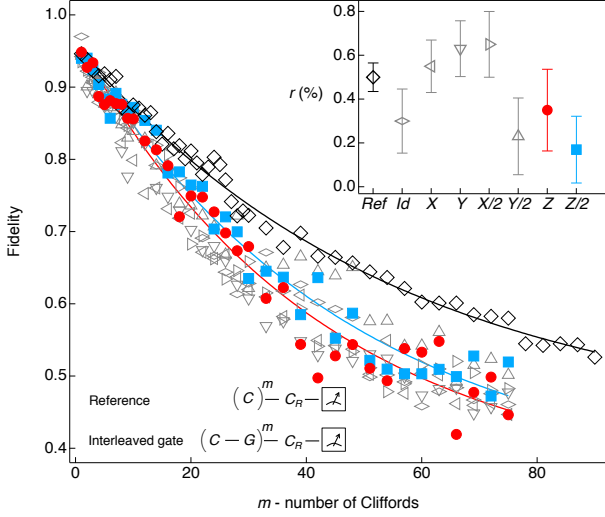 1.0
0.9
0.8
0.7
0.6
0.5
0.4
Fidelity
0 20 40 60 80
m - number of Cliffords
Reference (C)^m – C_R –
Interleaved gate (C – G)^m – C_R –
0.8
0.6
0.4
0.2
0.0
r (%)
Ref Id X Y X/2 Y/2 Z Z/2